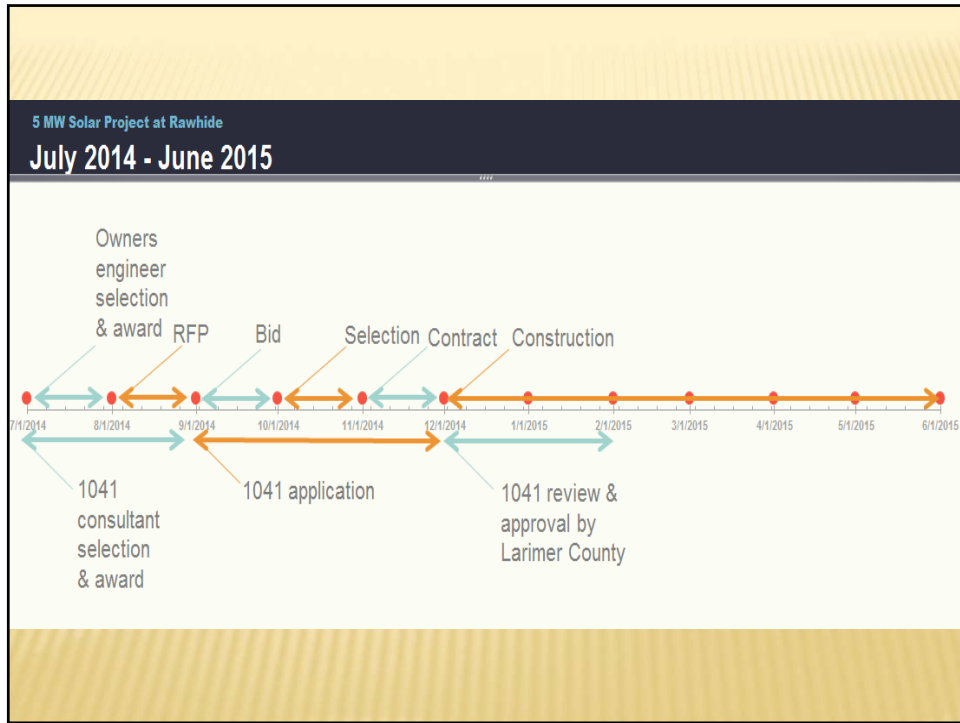 5 MW Solar Project at Rawhide
July 2014 - June 2015
Owners
engineer
selection
& award
RFP
Bid
Selection
Contract
Construction
7/1/2014
8/1/2014
9/1/2014
10/1/2014
11/1/2014
12/1/2014
1/1/2015
2/1/2015
3/1/2015
4/1/2015
5/1/2015
6/1/2015
1041
consultant
selection
& award
1041 application
1041 review &
approval by
Larimer County